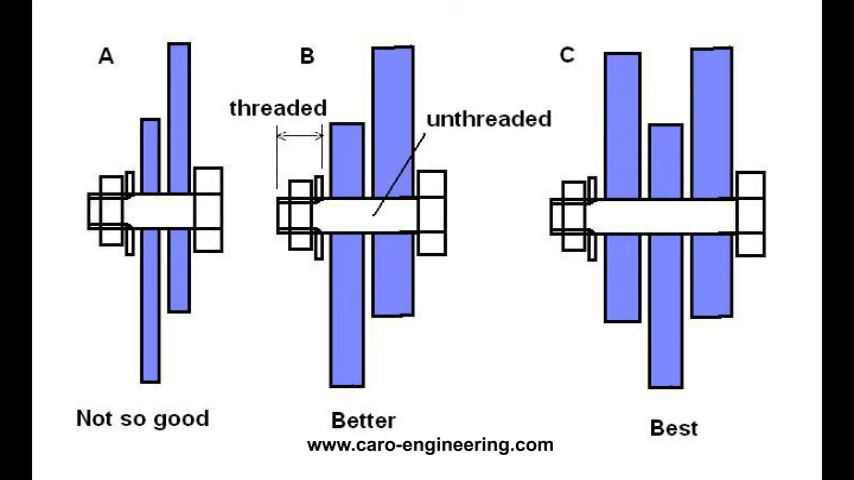 A
B
C
threaded
unthreaded
Not so good
Better
Best
www.caro-engineering.com